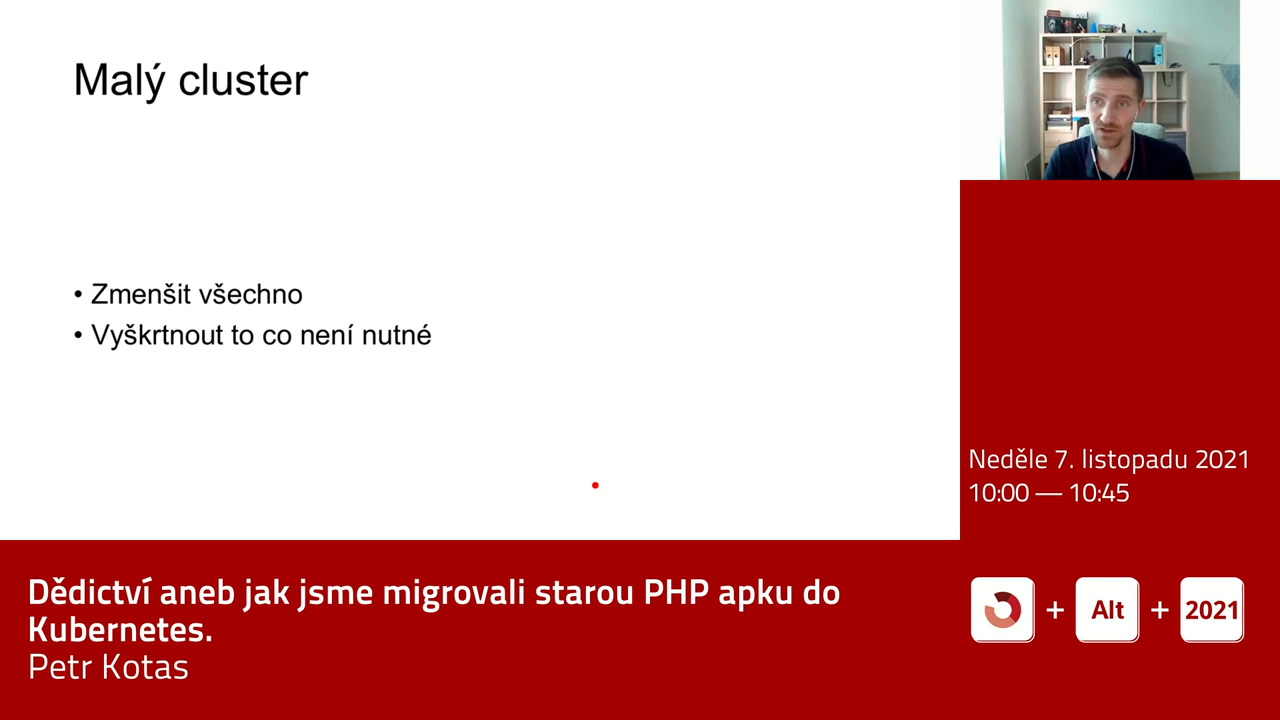 Malý cluster
• Zmenšit všechno
• Vyškrtnout to co není nutné
Neděle 7. listopadu 2021
10:00 — 10:45
Dědictví aneb jak jsme migrovali starou PHP apku do
Kubernetes.
Petr Kotas
+ Alt + 2021